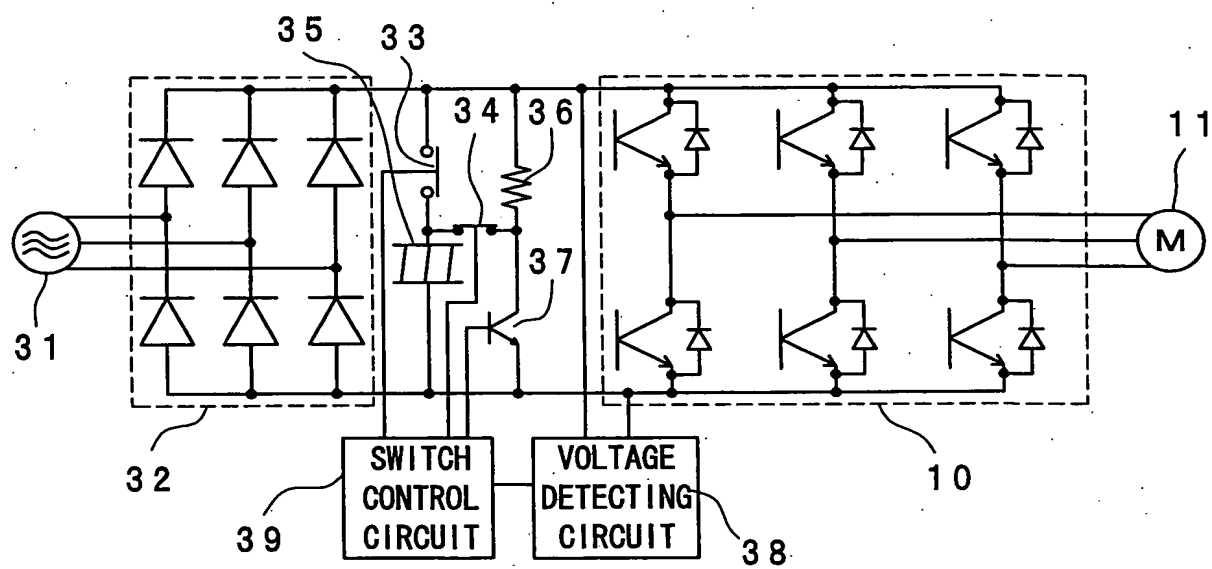 35
33
34
36
11
M
37
31
32
SWITCH
CONTROL
CIRCUIT
39
VOLTAGE
DETECTING
CIRCUIT
38
10